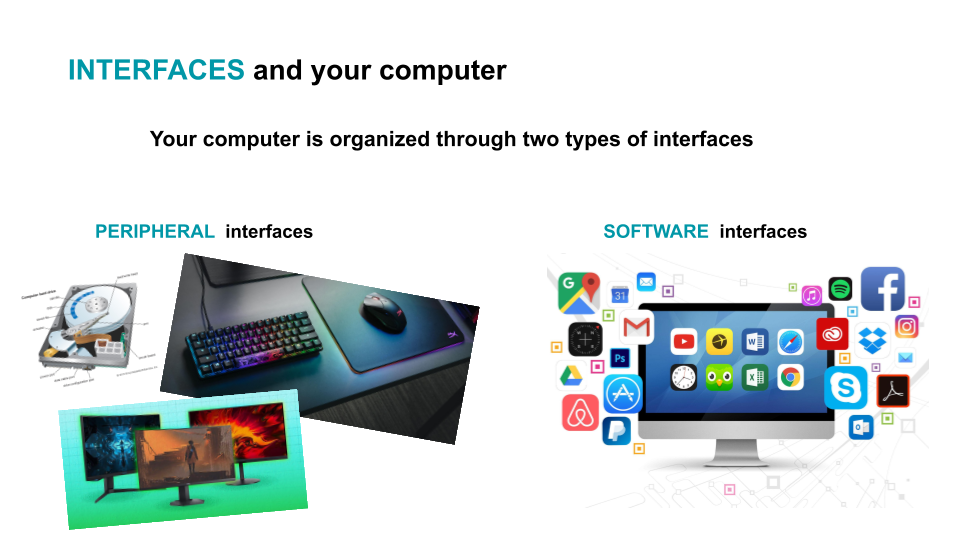 INTERFACES and your computer
Your computer is organized through two types of interfaces
PERIPHERAL interfaces
SOFTWARE interfaces
Computer hard drive
31
Ps